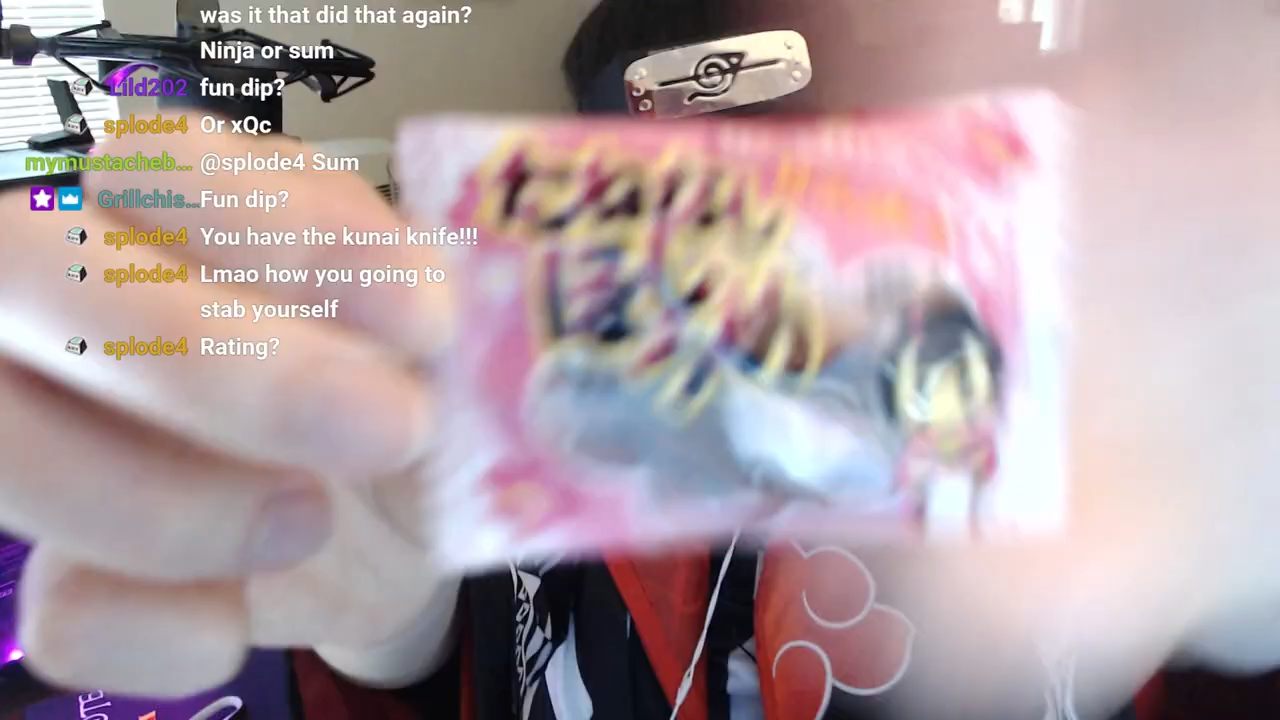 was it that did that again?
Ninja or sum
Lild202 fun dip?
splode4 Or xQc
mymustacheb... @splode4 Sum
Grillchis... Fun dip?
splode4 You have the kunai knife!!!
splode4 Lmao how you going to
stab yourself
splode4 Rating?